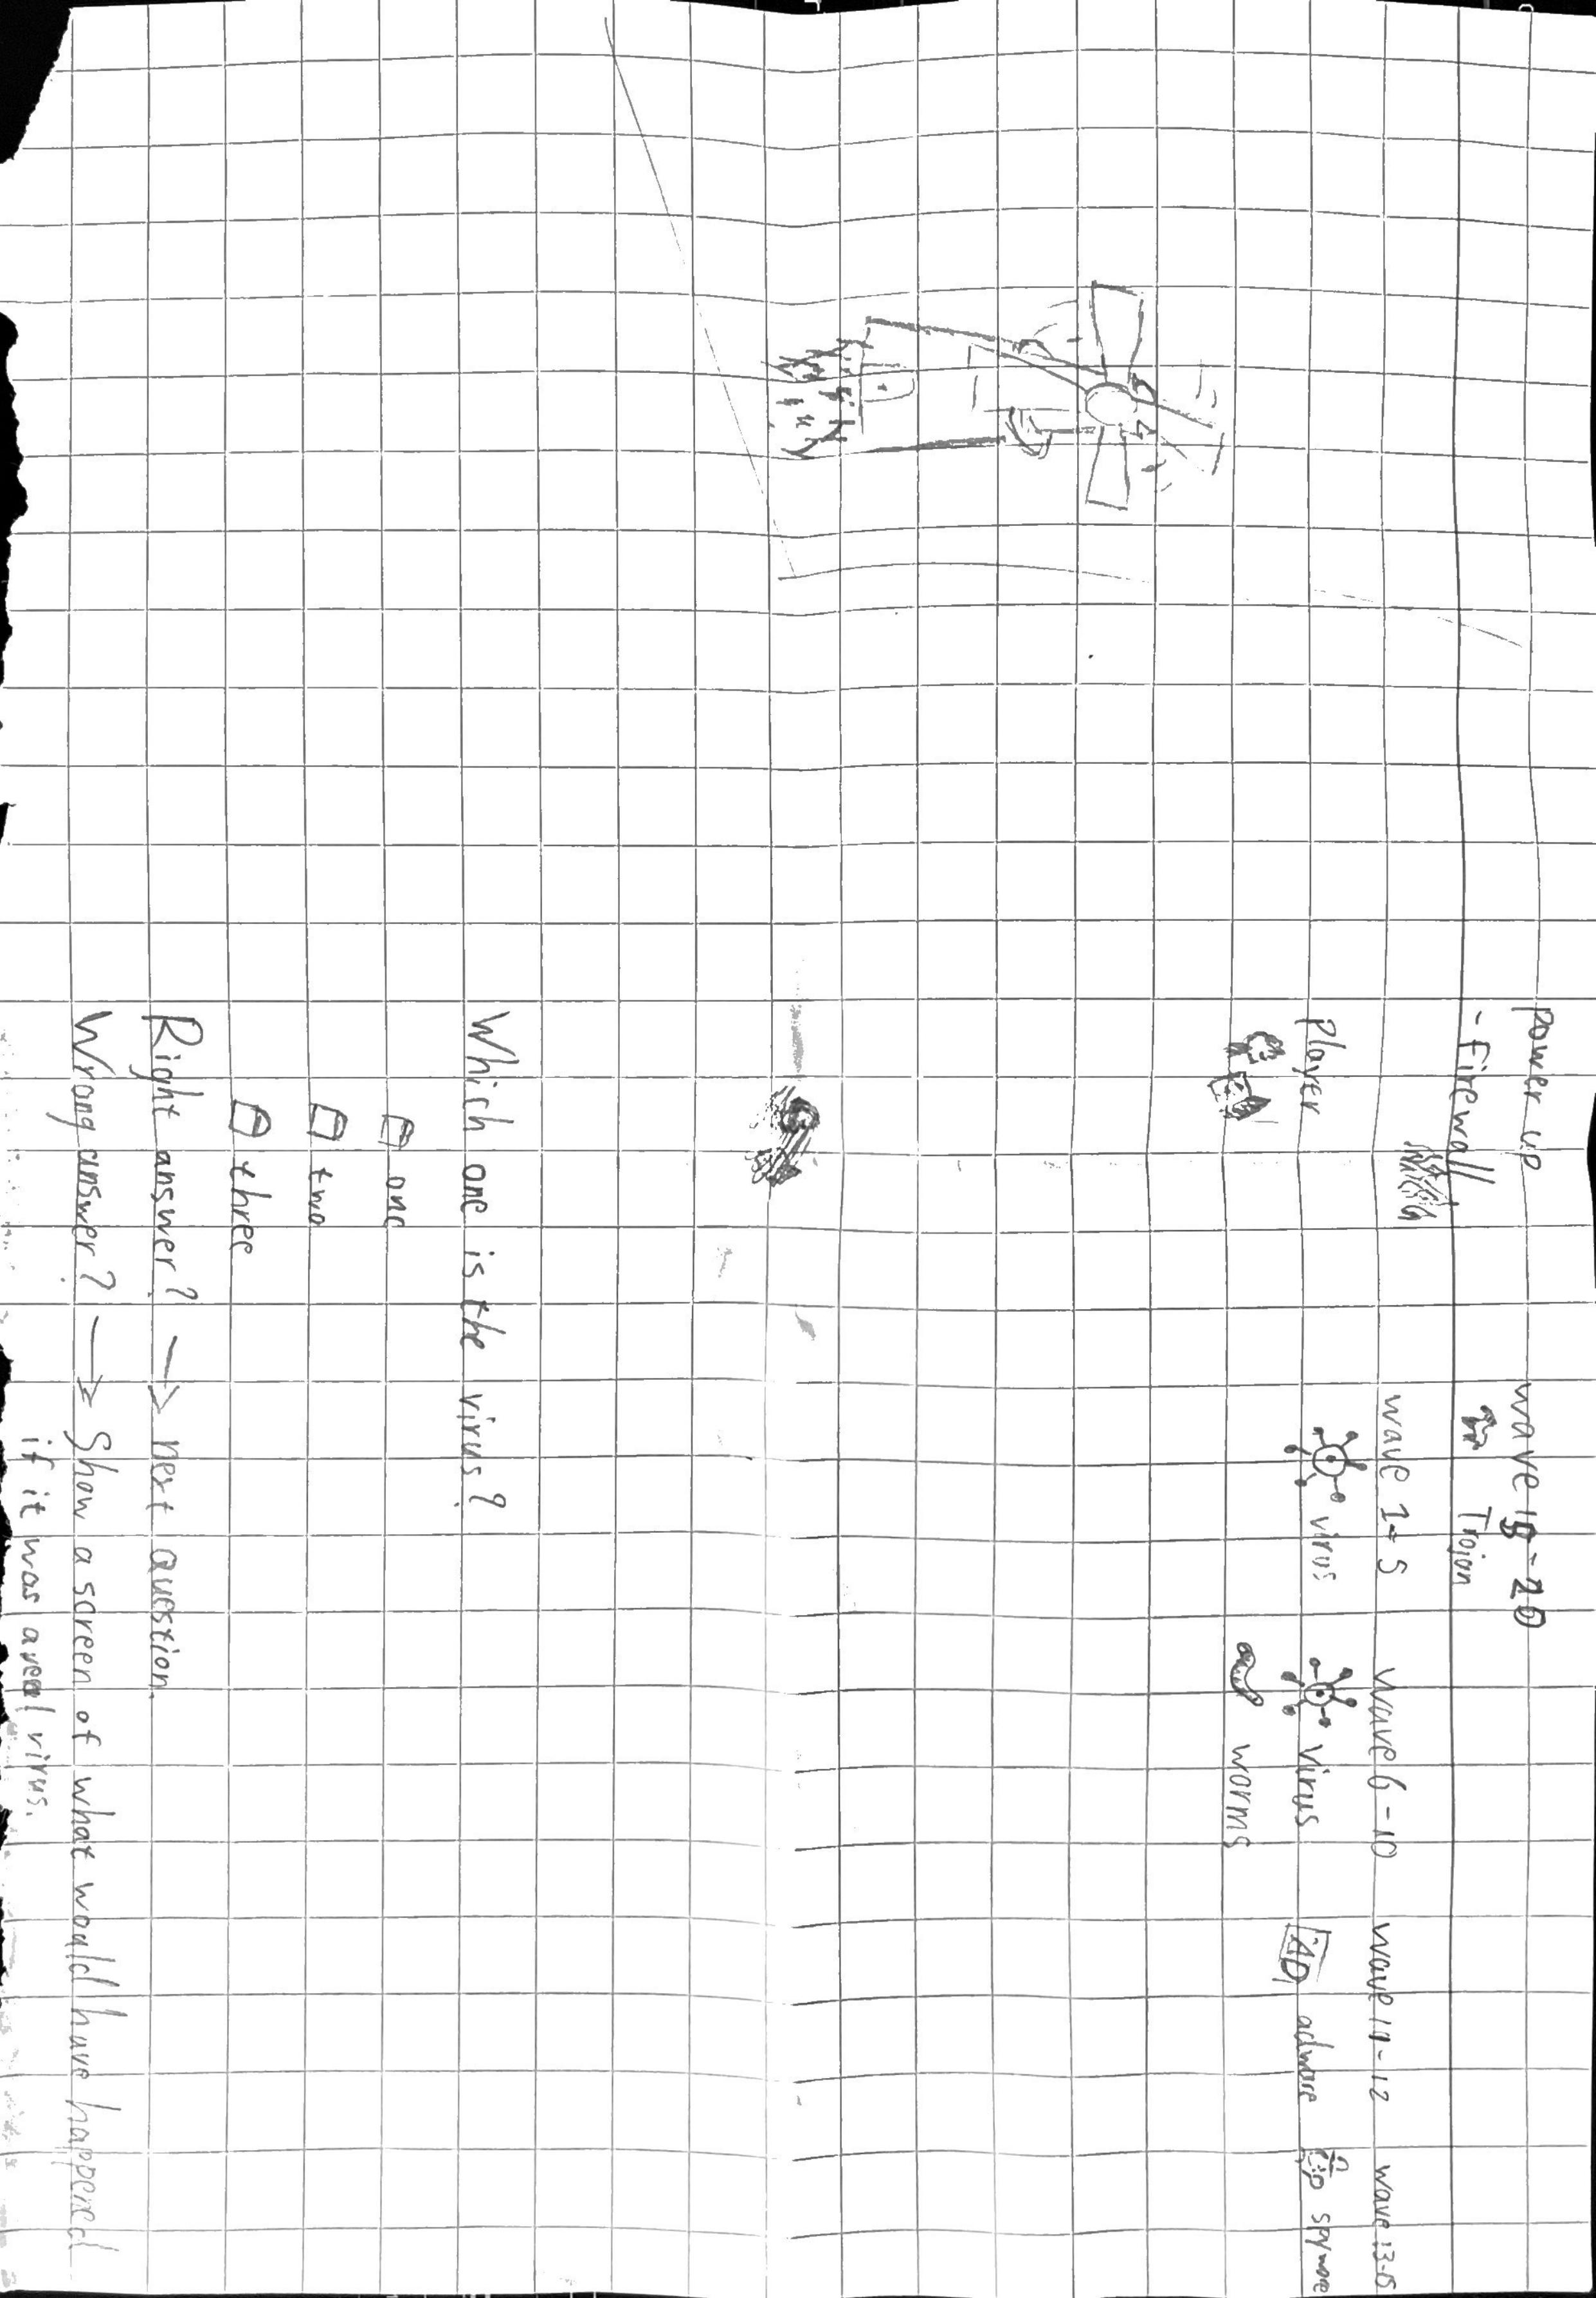 power up
- Firewall
Player
wave 18-20
Trojan
wave 1-5
virus
wave 6-10
virus
worms
wave 11-12
AD adware
wave 13-15
spyware
Which one is the virus?
one
two
three
Right answer? → next question.
Wrong answer? → Show a screen of what would have happened
if it was a real virus.